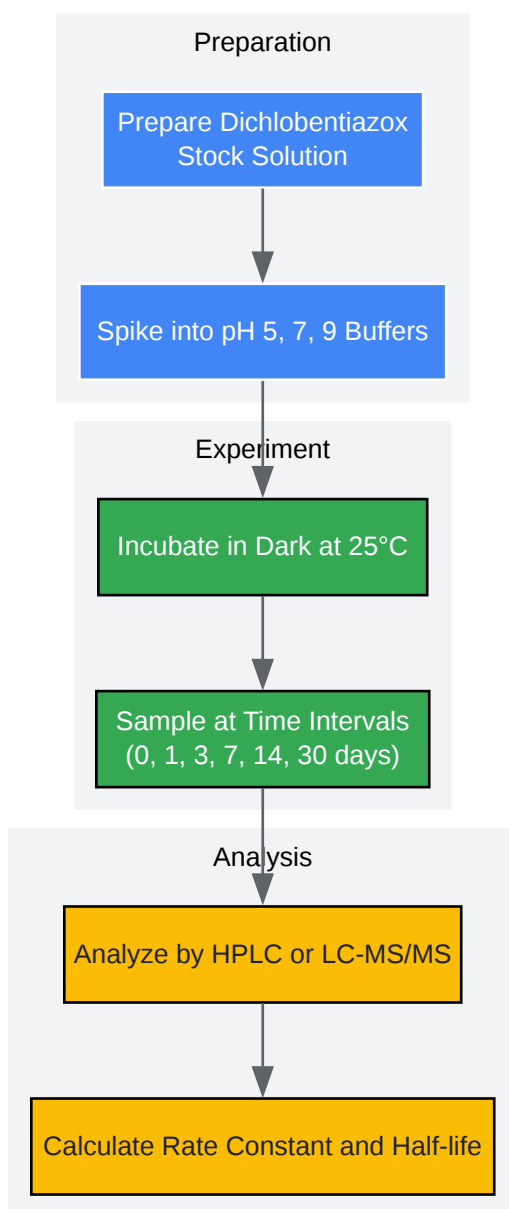 Preparation
Prepare Dichlobentiazox
Stock Solution
Spike into pH 5, 7, 9 Buffers
Experiment
Incubate in Dark at 25°C
Sample at Time Intervals
(0, 1, 3, 7, 14, 30 days)
Analysis
Analyze by HPLC or LC-MS/MS
Calculate Rate Constant and Half-life